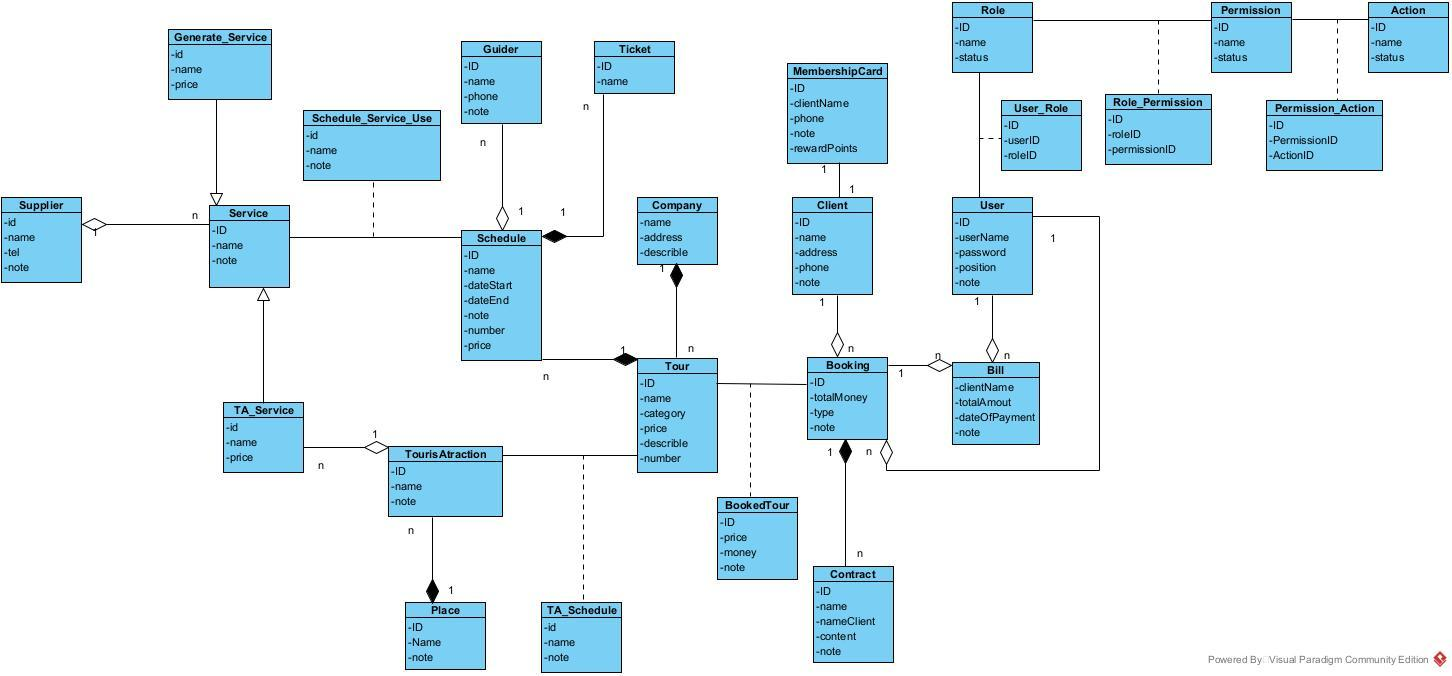 Role
-ID
-name
-status
Permission
-ID
-name
-status
Action
-ID
-name
-status
Generate_Service
-id
-name
-price
Guider
-ID
-name
-phone
-note
Ticket
-ID
-name
MembershipCard
-ID
-clientName
-phone
-note
-rewardPoints
Schedule_Service_Use
-id
-name
-note
User_Role
-ID
-userID
-roleID
Role_Permission
-ID
-roleID
-permissionID
Permission_Action
-ID
-PermissionID
-ActionID
n
n
1
1
Supplier
-id
-name
-tel
-note
1
n
Service
-ID
-name
-note
1
1
Schedule
-ID
-name
-dateStart
-dateEnd
-note
-number
-price
Company
-name
-address
-describle
1
n
Client
-ID
-name
-address
-phone
-note
User
-ID
-userName
-password
-position
-note
1
1
n
1
n
1
n
Tour
-ID
-name
-category
-price
-describle
-number
Booking
-ID
-totalMoney
-type
-note
1
n
Bill
-clientName
-totalAmout
-dateOfPayment
-note
TA_Service
-id
-name
-price
n
1
TourisAtraction
-ID
-name
-note
1
n
BookedTour
-ID
-price
-money
-note
n
1
n
Contract
-ID
-name
-nameClient
-content
-note
Place
-ID
-Name
-note
TA_Schedule
-id
-name
-note
Powered By Visual Paradigm Community Edition